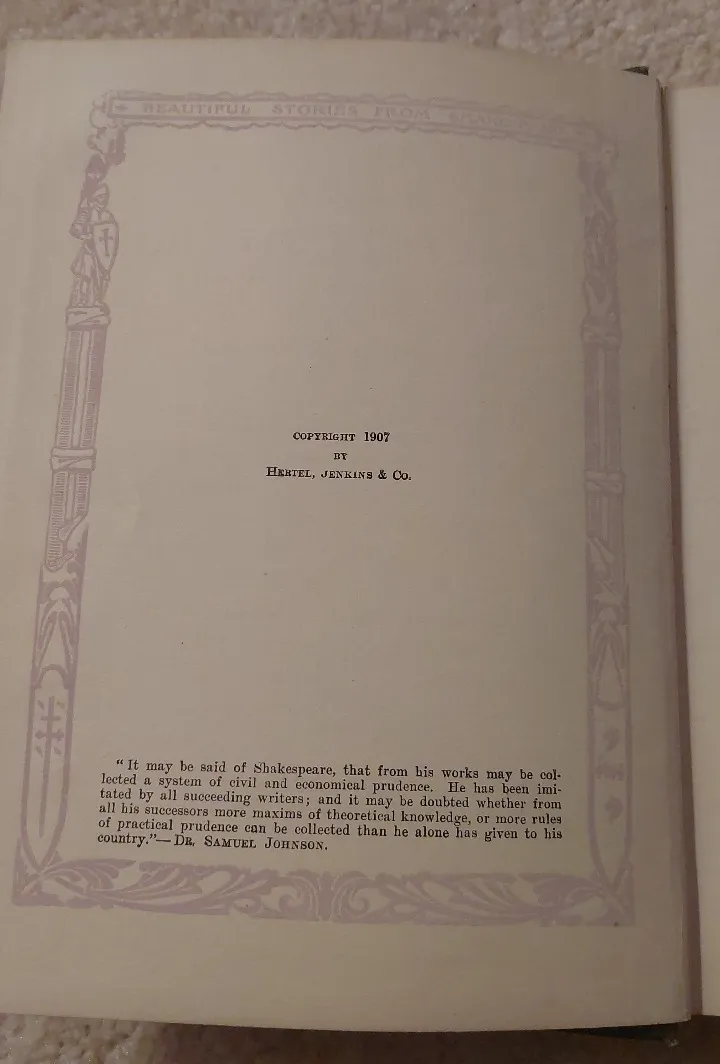 BEAUTIFUL STORIES FROM
COPYRIGHT 1907
BY
HERTEL, JENKINS & CO.
"It may be said of Shakespeare, that from his works may be col-
lected a system of civil and economical prudence. He has been imi-
tated by all succeeding writers; and it may be doubted whether from
all his successors more maxims of theoretical knowledge, or more rules
of practical prudence can be collected than he alone has given to his
country."—DR. SAMUEL JOHNSON.